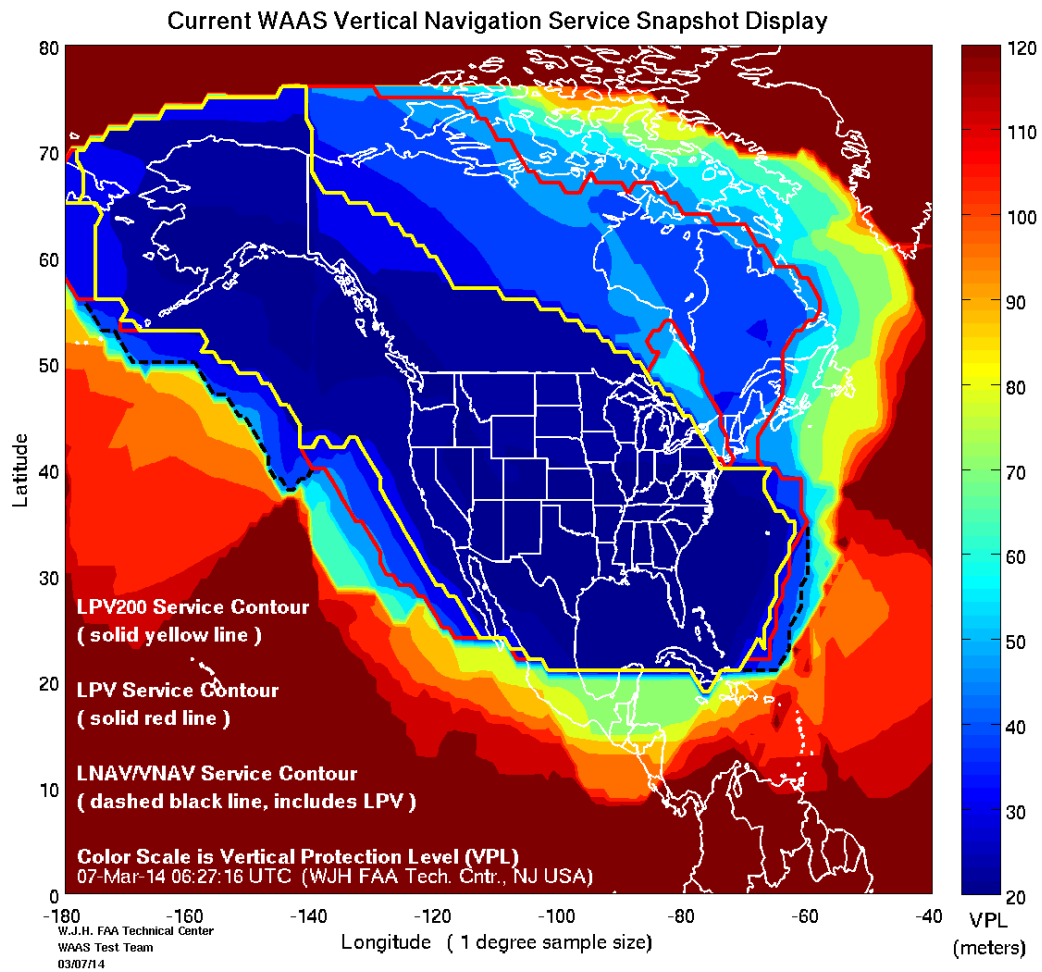 Current WAAS Vertical Navigation Service Snapshot Display
80
70
60
50
40
30
20
10
0
Latitude
-180
-160
-140
-120
-100
-80
-60
-40
Longitude ( 1 degree sample size)
LPV200 Service Contour
( solid yellow line )
LPV Service Contour
( solid red line )
LNAV/VNAV Service Contour
( dashed black line, includes LPV )
Color Scale is Vertical Protection Level (VPL)
07-Mar-14 06:27:16 UTC (WJH FAA Tech. Cntr., NJ USA)
W.J.H. FAA Technical Center
WAAS Test Team
03/07/14
120
110
100
90
80
70
60
50
40
30
20
VPL
(meters)